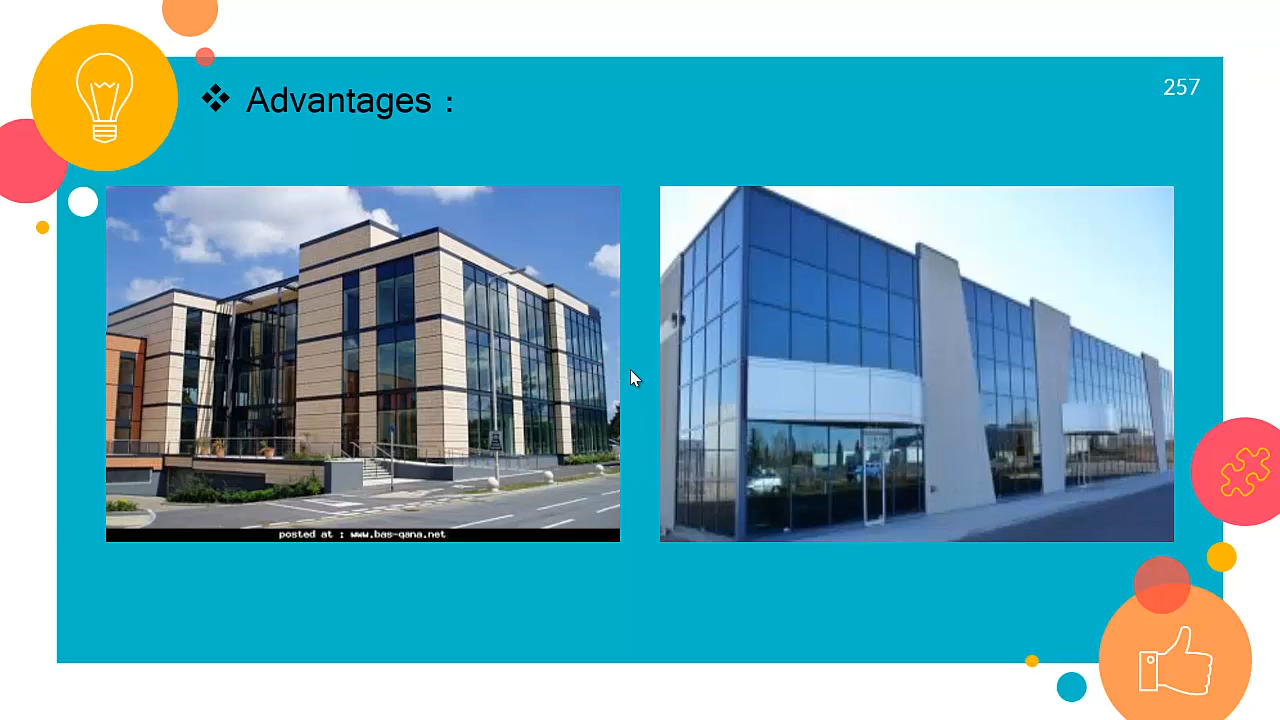 257
❖ Advantages :
posted at : www.bas-qana.net